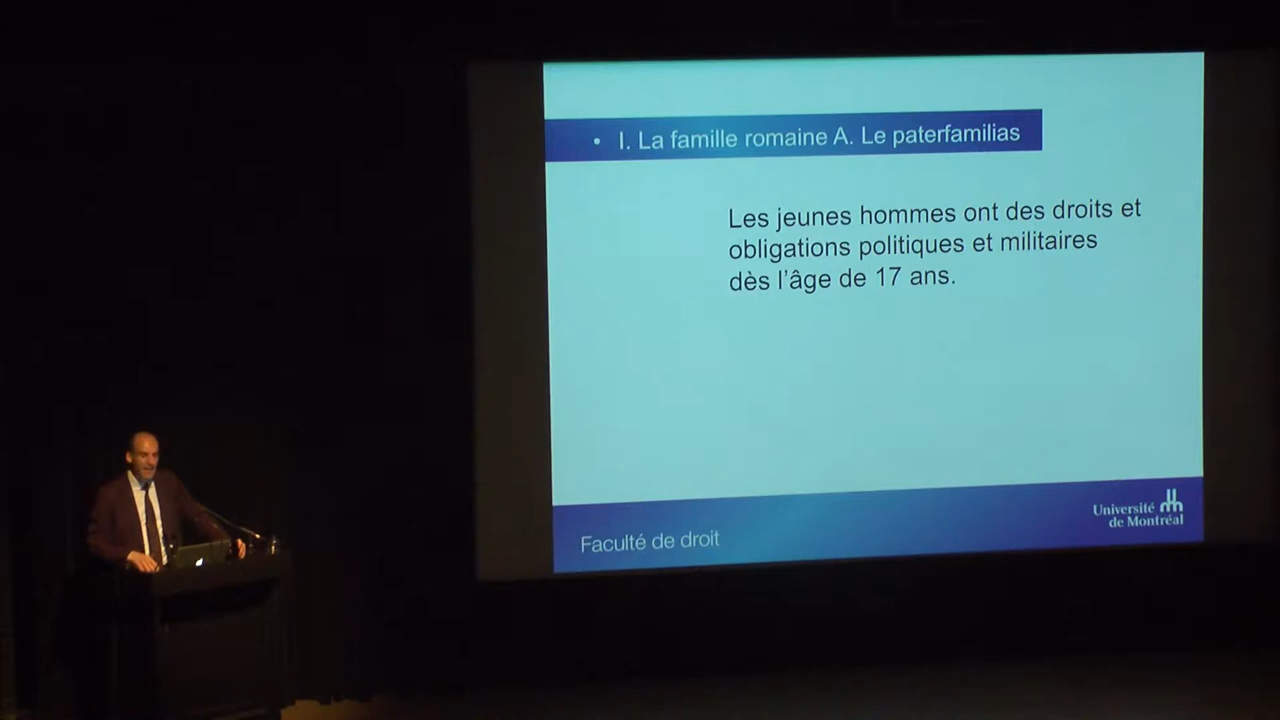 • I. La famille romaine A. Le paterfamilias
Les jeunes hommes ont des droits et
obligations politiques et militaires
dès l’âge de 17 ans.
Faculté de droit
Université
de Montréal